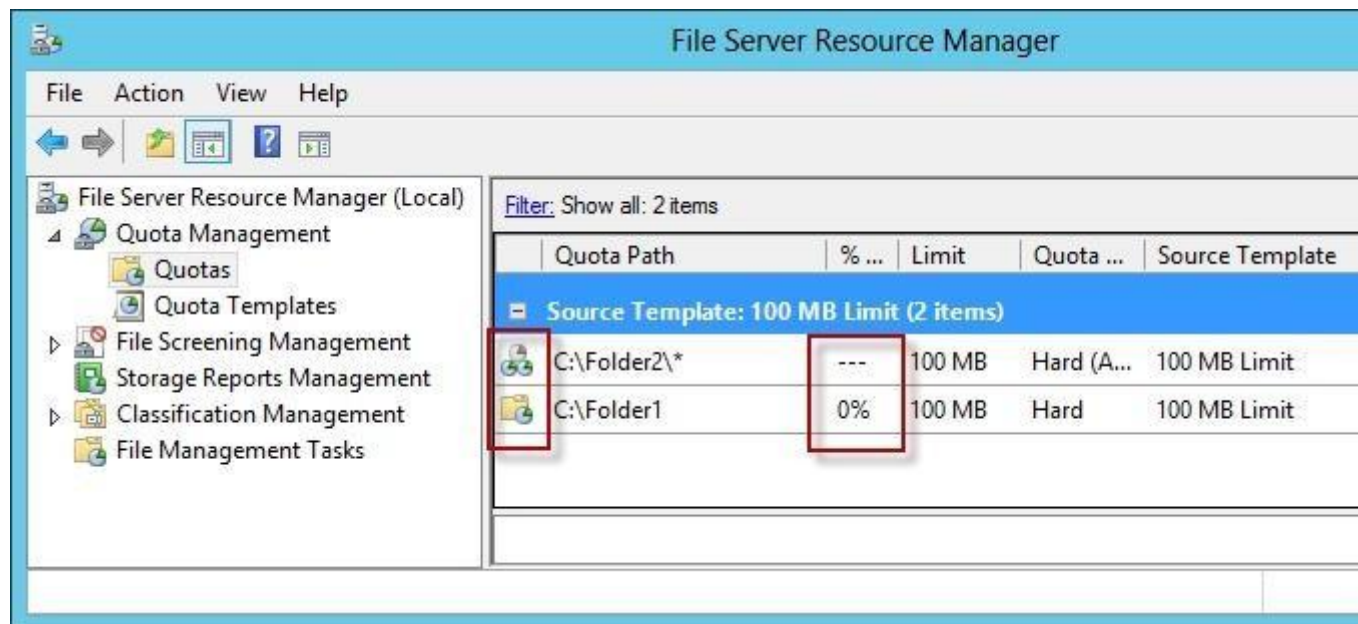 File Server Resource Manager
File Action View Help
File Server Resource Manager (Local)
Quota Management
Quotas
Quota Templates
File Screening Management
Storage Reports Management
Classification Management
File Management Tasks
Filter: Show all: 2 items
Quota Path % ... Limit Quota ... Source Template
Source Template: 100 MB Limit (2 items)
C:\Folder2\* --- 100 MB Hard (A... 100 MB Limit
C:\Folder1 0% 100 MB Hard 100 MB Limit